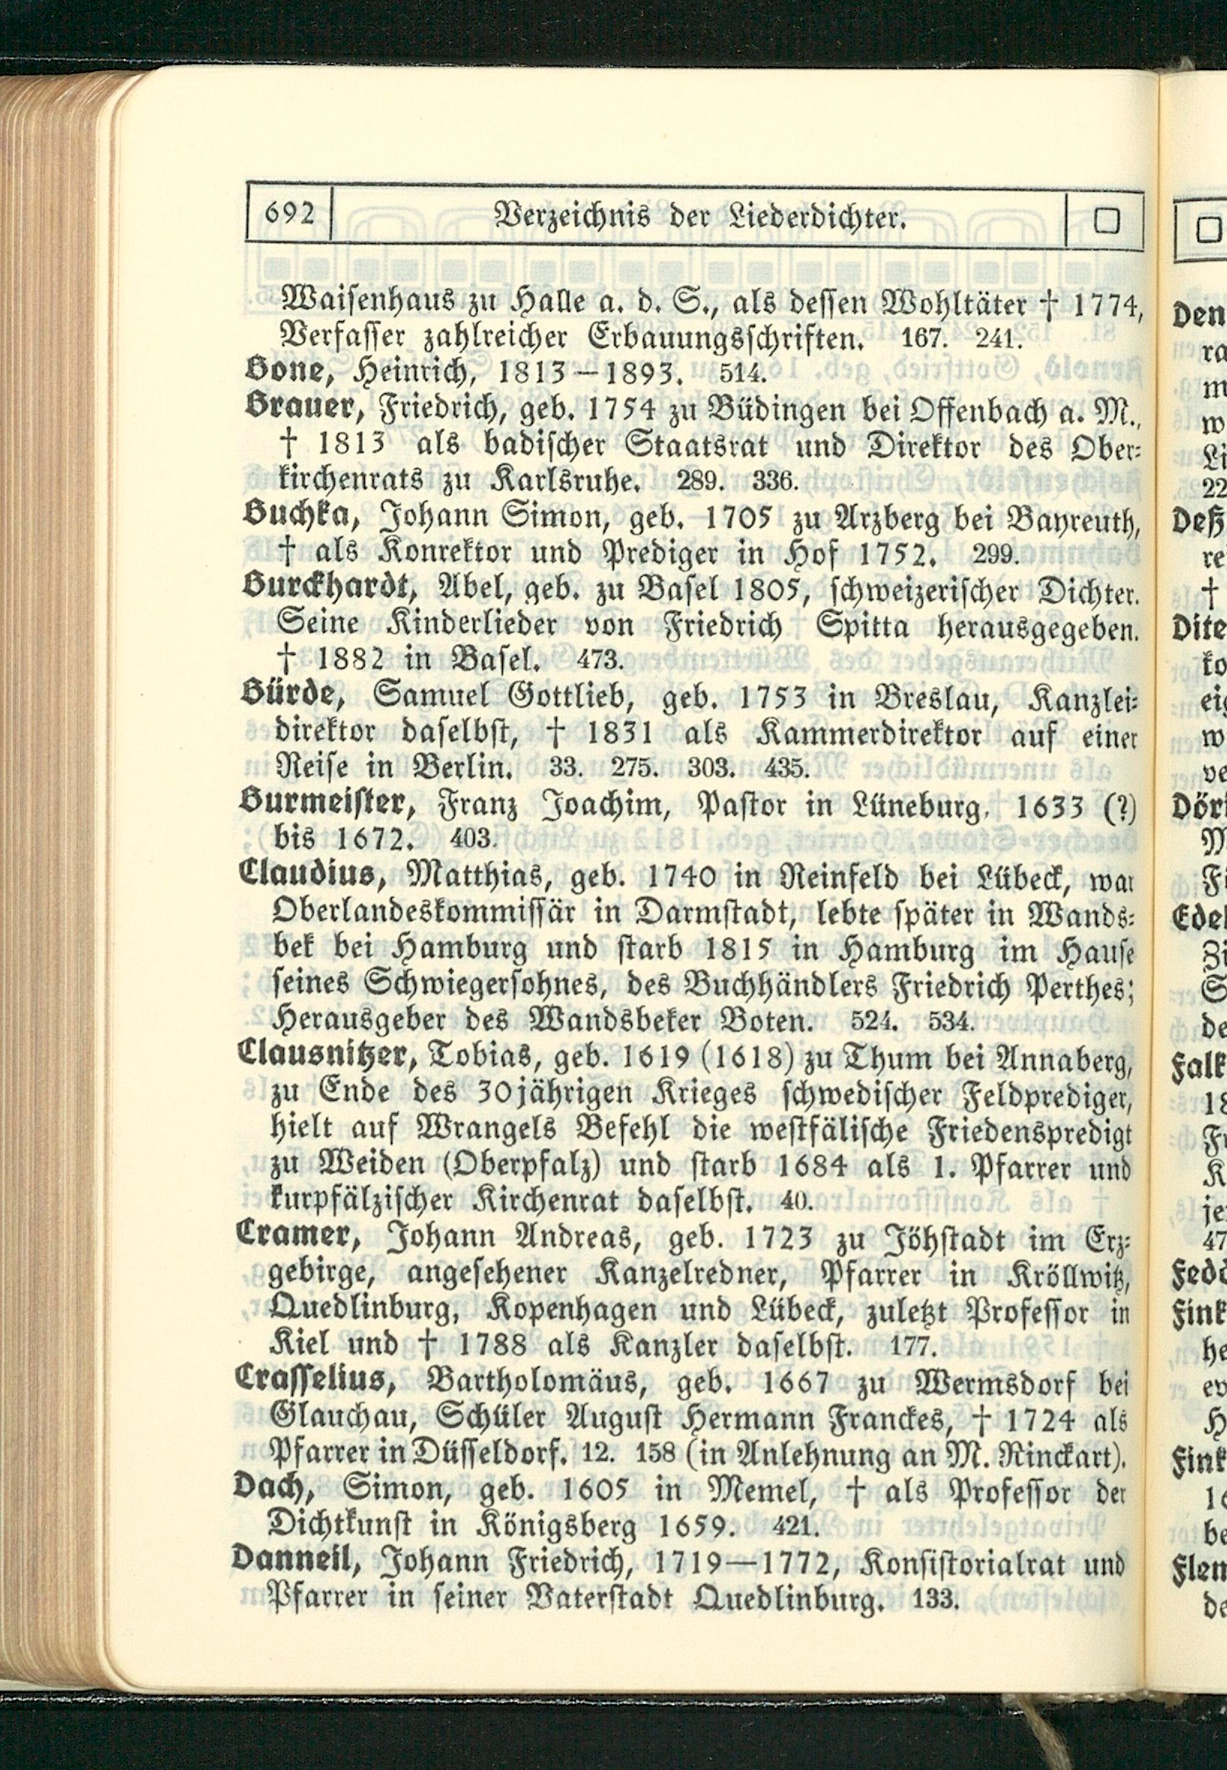 692
Verzeichnis der Liederdichter.
Waisenhaus zu Halle a. d. S., als dessen Wohltäter † 1774,
Verfasser zahlreicher Erbauungsschriften. 167. 241.
Bone, Heinrich, 1813–1893. 514.
Brauer, Friedrich, geb. 1754 zu Büdingen bei Offenbach a. M.,
† 1813 als badischer Staatsrat und Direktor des Ober-
kirchenrats zu Karlsruhe. 289. 336.
Buchka, Johann Simon, geb. 1705 zu Arzberg bei Bayreuth,
† als Konrektor und Prediger in Hof 1752. 299.
Burckhardt, Abel, geb. zu Basel 1805, schweizerischer Dichter.
Seine Kinderlieder von Friedrich Spitta herausgegeben.
† 1882 in Basel. 473.
Bürde, Samuel Gottlieb, geb. 1753 in Breslau, Kanzlei-
direktor daselbst, † 1831 als Kammerdirektor auf einer
Reise in Berlin. 33. 275. 303. 435.
Burmeister, Franz Joachim, Pastor in Lüneburg, 1633 (?)
bis 1672. 403.
Claudius, Matthias, geb. 1740 in Reinfeld bei Lübeck, war
Oberlandeskommissär in Darmstadt, lebte später in Wands-
bek bei Hamburg und starb 1815 in Hamburg im Hause
seines Schwiegersohnes, des Buchhändlers Friedrich Perthes;
Herausgeber des Wandsbeker Boten. 524. 534.
Clausnitzer, Tobias, geb. 1619 (1618) zu Thum bei Annaberg,
zu Ende des 30jährigen Krieges schwedischer Feldprediger,
hielt auf Wrangels Befehl die westfälische Friedenspredigt
zu Weiden (Oberpfalz) und starb 1684 als 1. Pfarrer und
kurpfälzischer Kirchenrat daselbst. 40.
Cramer, Johann Andreas, geb. 1723 zu Jöhstadt im Erz-
gebirge, angesehener Kanzelredner, Pfarrer in Kröllwitz,
Quedlinburg, Kopenhagen und Lübeck, zuletzt Professor in
Kiel und † 1788 als Kanzler daselbst. 177.
Crasselius, Bartholomäus, geb. 1667 zu Wermsdorf bei
Glauchau, Schüler August Hermann Franckes, † 1724 als
Pfarrer in Düsseldorf. 12. 158 (in Anlehnung an M. Rinckart).
Dach, Simon, geb. 1605 in Memel, † als Professor der
Dichtkunst in Königsberg 1659. 421.
Danneil, Johann Friedrich, 1719—1772, Konsistorialrat und
Pfarrer in seiner Vaterstadt Quedlinburg. 133.